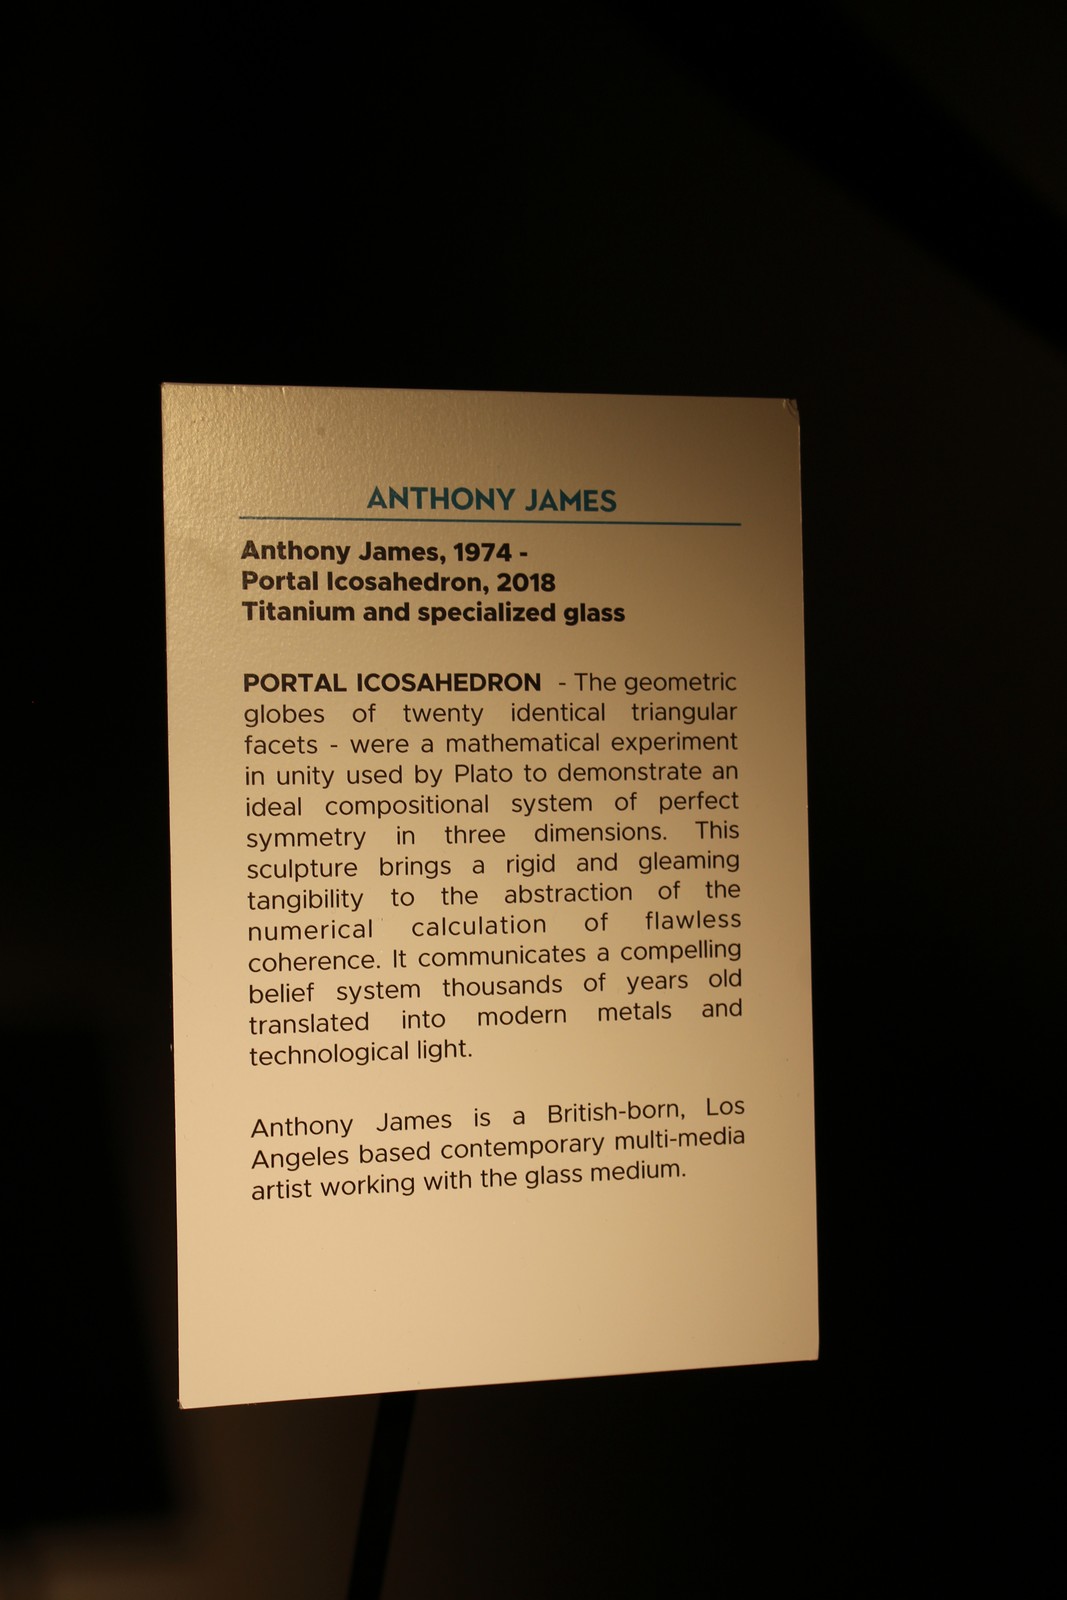 ANTHONY JAMES
Anthony James, 1974 -
Portal Icosahedron, 2018
Titanium and specialized glass
PORTAL ICOSAHEDRON - The geometric
globes of twenty identical triangular
facets - were a mathematical experiment
in unity used by Plato to demonstrate an
ideal compositional system of perfect
symmetry in three dimensions. This
sculpture brings a rigid and gleaming
tangibility to the abstraction of the
numerical calculation of flawless
coherence. It communicates a compelling
belief system thousands of years old
translated into modern metals and
technological light.
Anthony James is a British-born, Los
Angeles based contemporary multi-media
artist working with the glass medium.